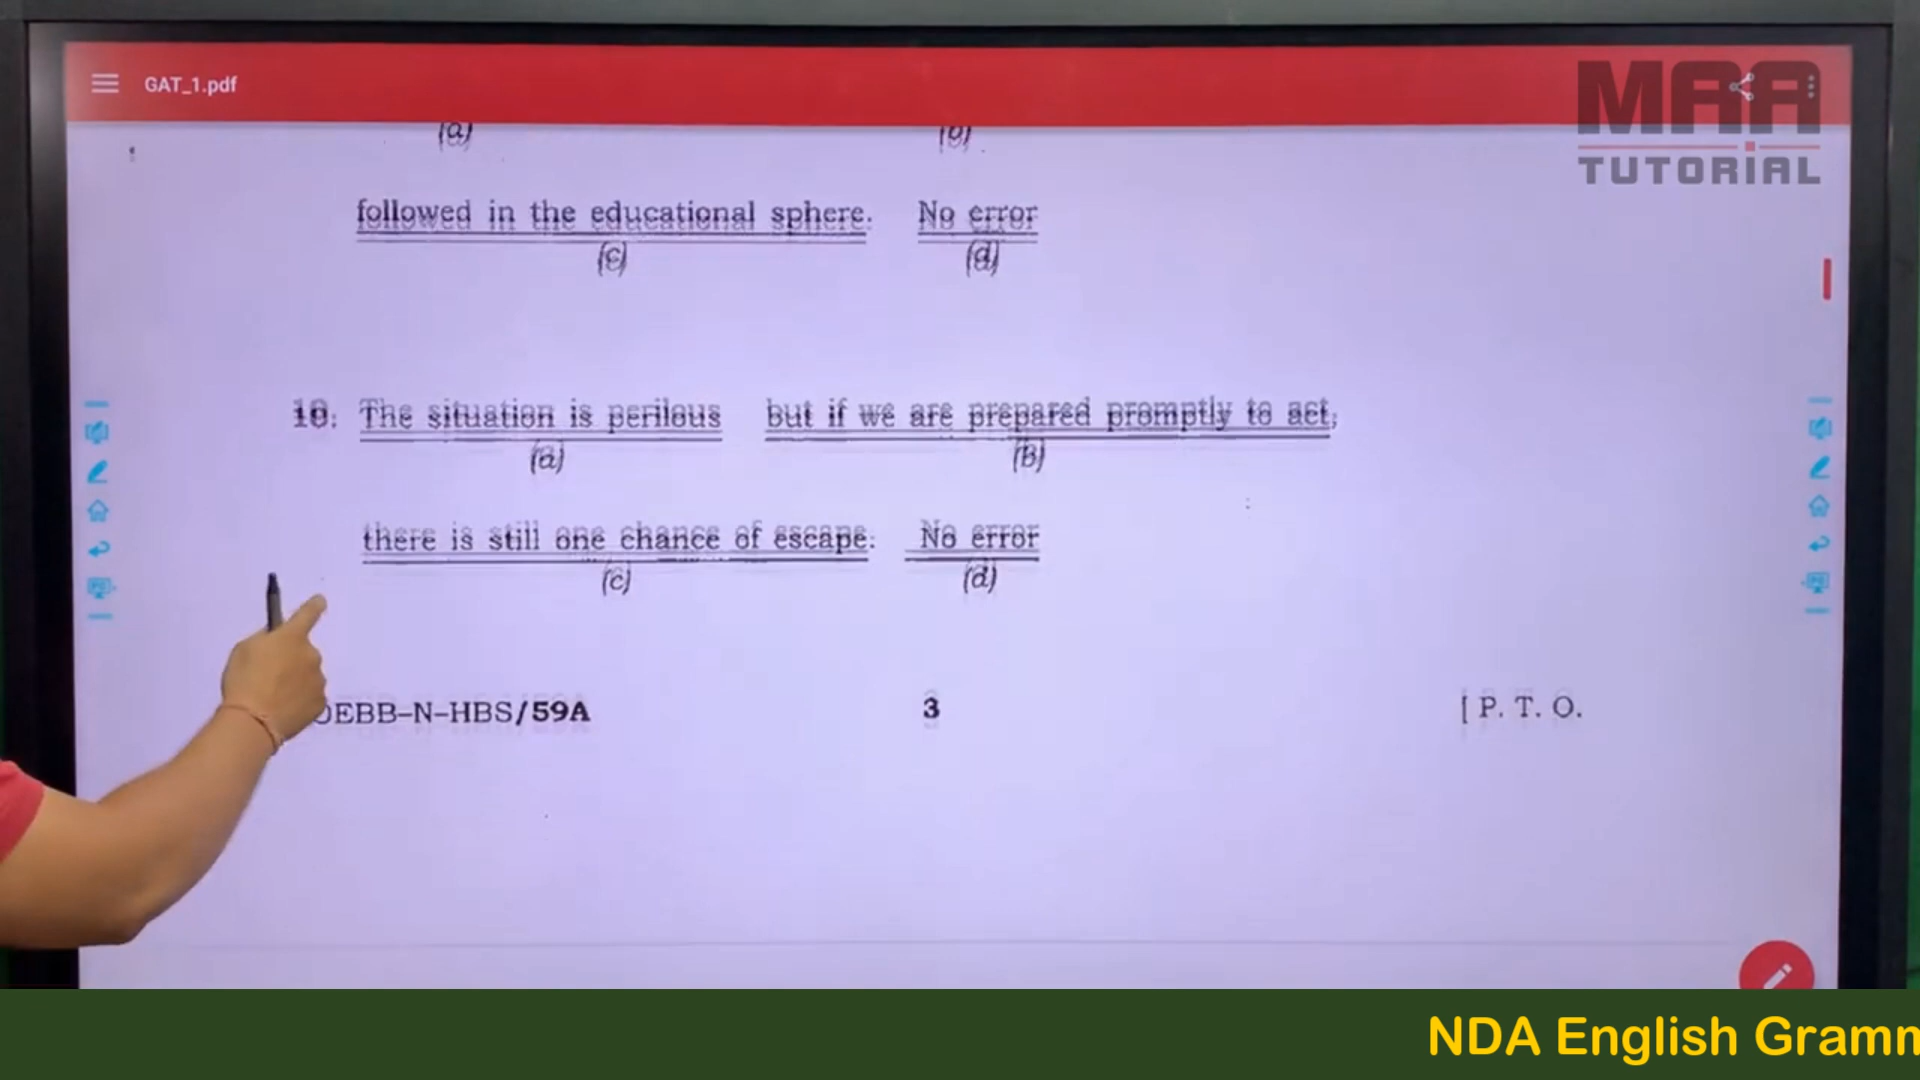 GAT_1.pdf
MAA
TUTORIAL
(a) (b)
followed in the educational sphere. No error
(c) (d)
10. The situation is perilous but if we are prepared promptly to act,
(a) (b)
there is still one chance of escape. No error
(c) (d)
OEBB-N-HBS/59A 3 [ P. T. O.
NDA English Gramm